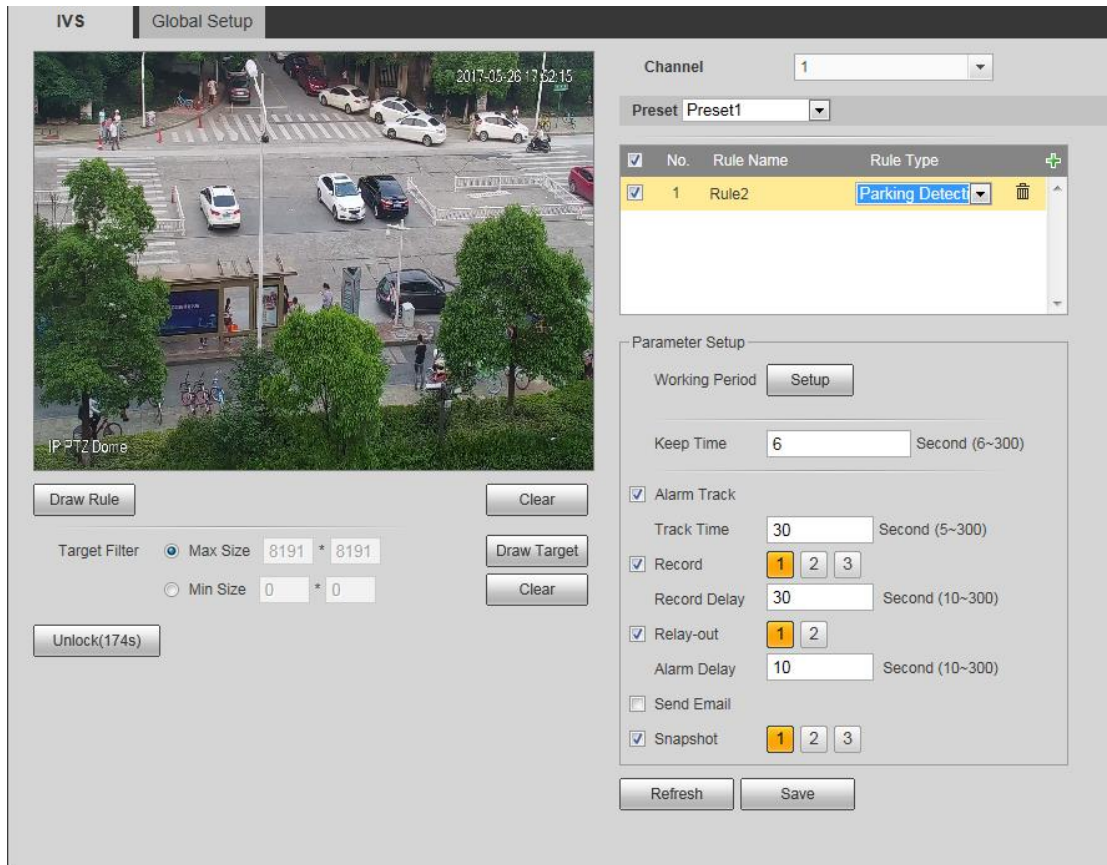 IVS
Global Setup
2017-05-26 17:52:15
IP PTZ Dome
Draw Rule
Clear
Target Filter
Max Size 8191 * 8191
Draw Target
Min Size 0 * 0
Clear
Unlock(174s)
Channel 1
Preset Preset1
No. Rule Name Rule Type
1 Rule2 Parking Detecti
Parameter Setup
Working Period Setup
Keep Time 6 Second (6~300)
Alarm Track
Track Time 30 Second (5~300)
Record 1 2 3
Record Delay 30 Second (10~300)
Relay-out 1 2
Alarm Delay 10 Second (10~300)
Send Email
Snapshot 1 2 3
Refresh
Save